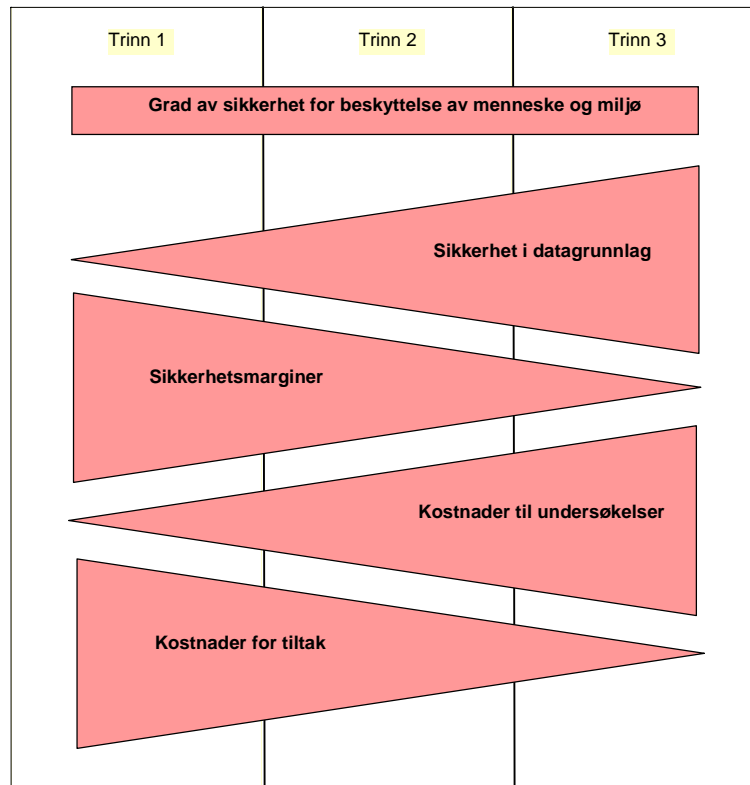 Trinn 1 Trinn 2 Trinn 3
Grad av sikkerhet for beskyttelse av menneske og miljø
Sikkerhet i datagrunnlag
Sikkerhetsmarginer
Kostnader til undersøkelser
Kostnader for tiltak